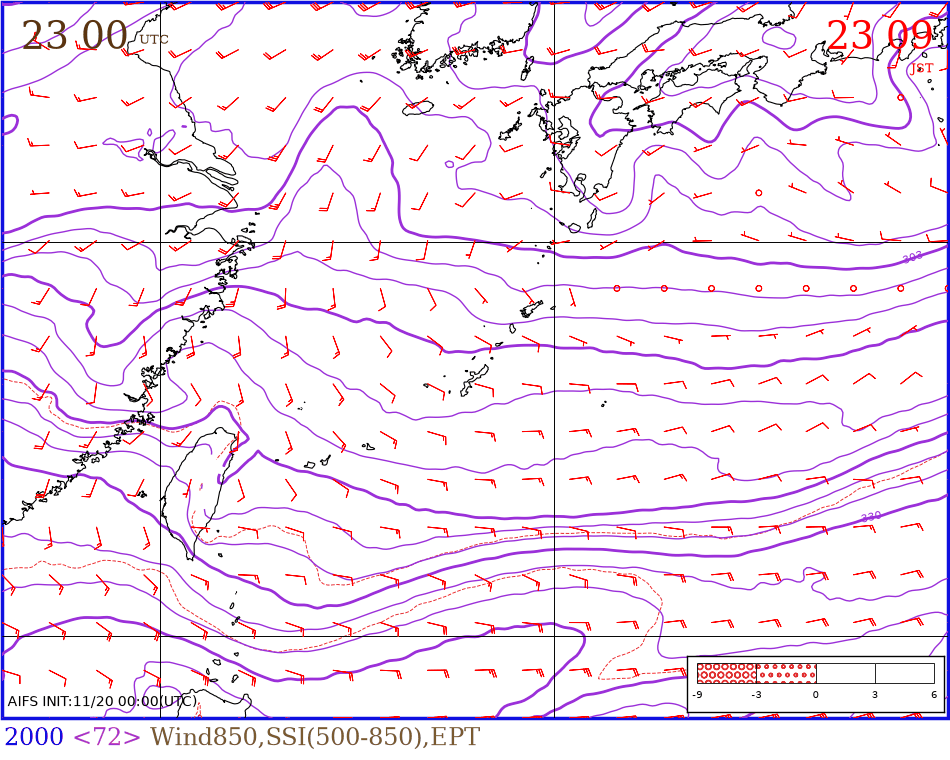 23 00 UTC 23 09
JST
303
330
-9 -3 0 3 6
AIFS INIT:11/20 00:00(UTC)
2000 <72> Wind850,SSI(500-850),EPT